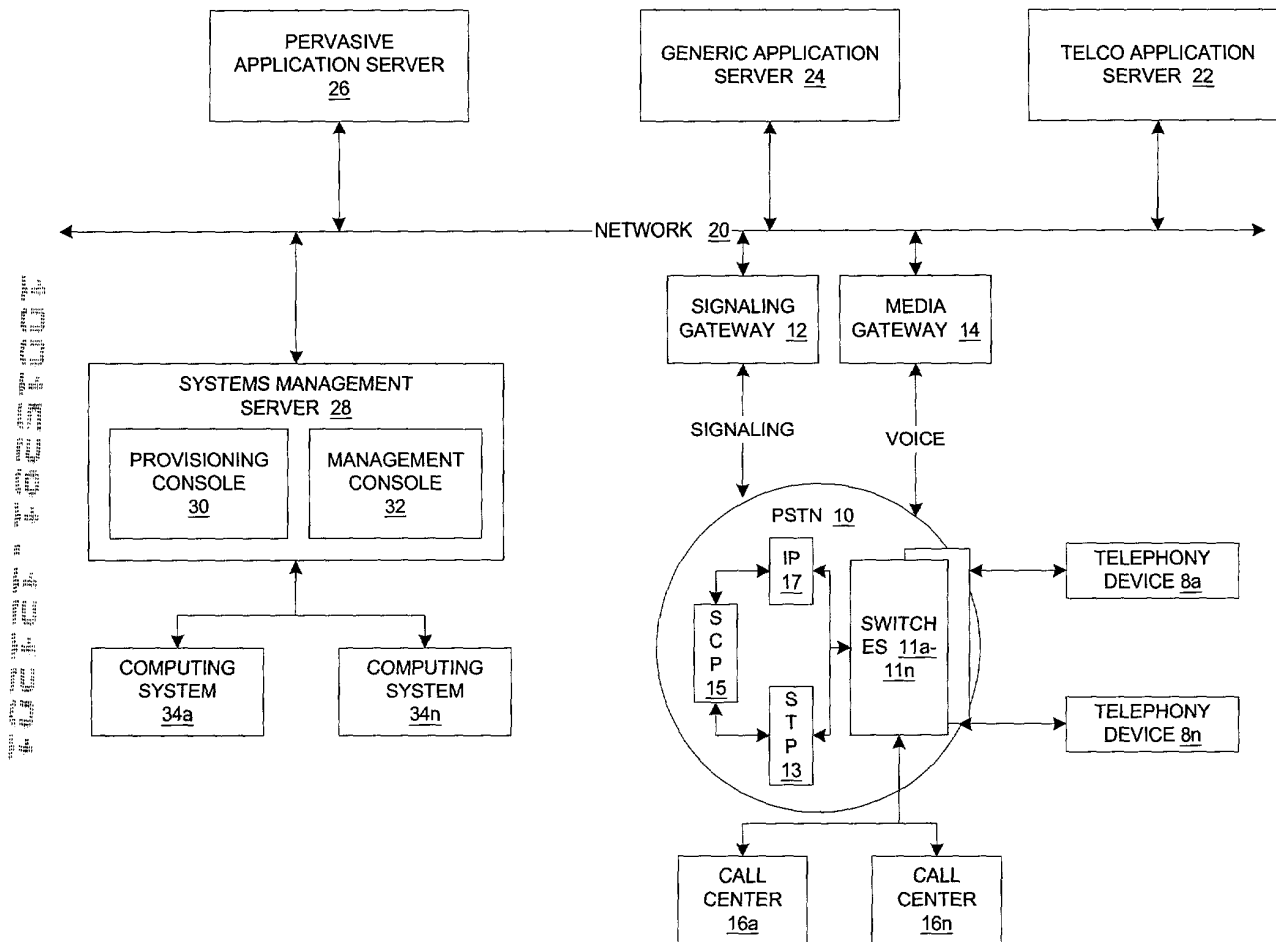 PERVASIVE
APPLICATION SERVER
26
GENERIC APPLICATION
SERVER 24
TELCO APPLICATION
SERVER 22
NETWORK 20
SIGNALING
GATEWAY 12
MEDIA
GATEWAY 14
SYSTEMS MANAGEMENT
SERVER 28
PROVISIONING
CONSOLE
30
MANAGEMENT
CONSOLE
32
SIGNALING
VOICE
PSTN 10
IP
17
S
C
P
15
S
T
P
13
SWITCH
ES 11a-
11n
TELEPHONY
DEVICE 8a
TELEPHONY
DEVICE 8n
COMPUTING
SYSTEM
34a
COMPUTING
SYSTEM
34n
CALL
CENTER
16a
CALL
CENTER
16n